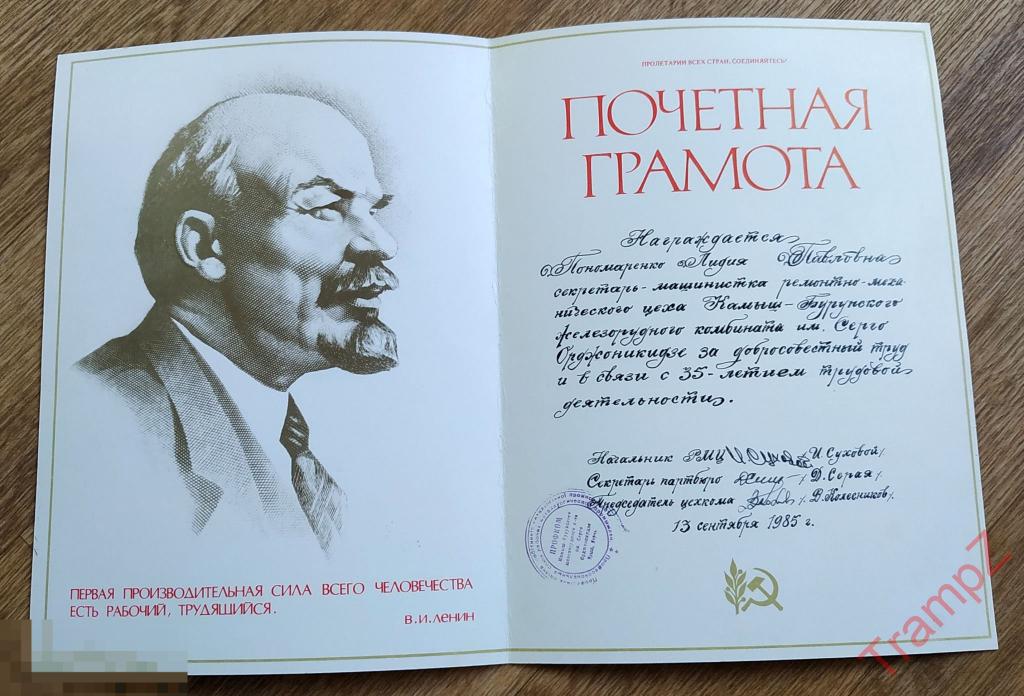 ПЕРВАЯ ПРОИЗВОДИТЕЛЬНАЯ СИЛА ВСЕГО ЧЕЛОВЕЧЕСТВА
ЕСТЬ РАБОЧИЙ, ТРУДЯЩИЙСЯ.
В.И.ЛЕНИН
ПРОЛЕТАРИИ ВСЕХ СТРАН, СОЕДИНЯЙТЕСЬ!
ПОЧЕТНАЯ
ГРАМОТА
Награждается
Пономаренко Лидия Павловна
секретарь-машинистка ремонтно-меха-
нического цеха Камыш-Бурунского
железорудного комбината им. Серго
Орджоникидзе за добросовестный труд
и в связи с 35-летием трудовой
деятельности.
Начальник РМЦ /И.Суховой/
Секретарь партбюро /Д.Серая/
Председатель цехкома /В.Колесников/.
13 сентября 1985 г.
ПРОФКОМ
TrampZ